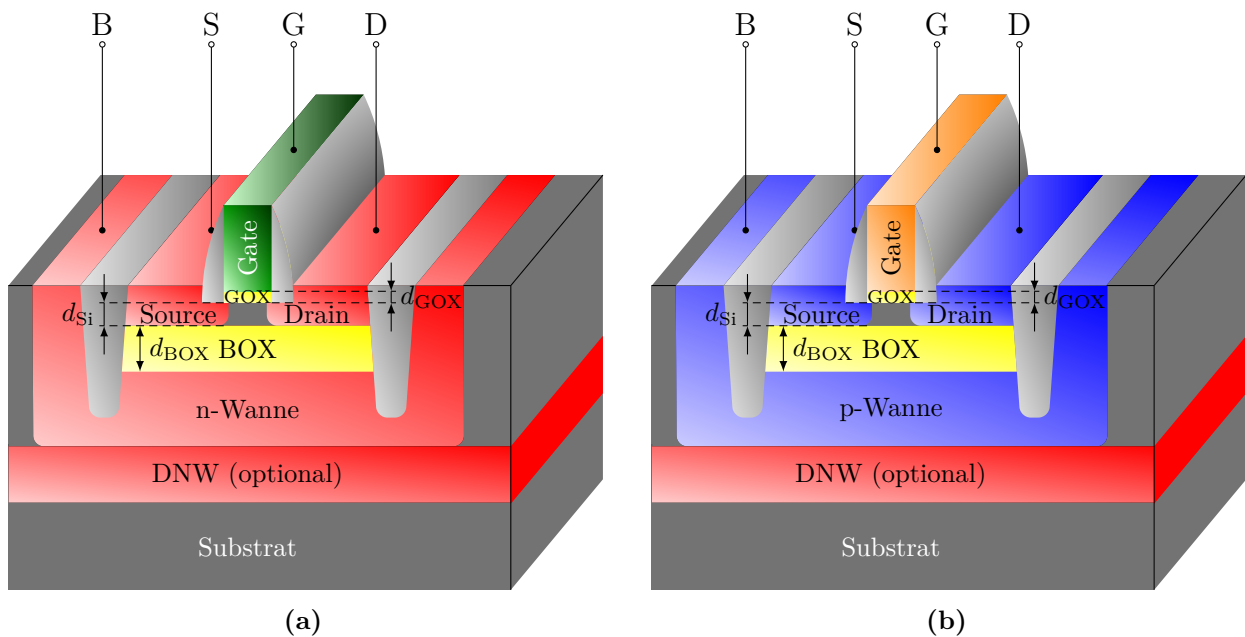 B S G D
Gate
GOX
d_GOX
d_Si
Source
Drain
d_BOX BOX
n-Wanne
DNW (optional)
Substrat
(a)
B S G D
Gate
GOX
d_GOX
d_Si
Source
Drain
d_BOX BOX
p-Wanne
DNW (optional)
Substrat
(b)